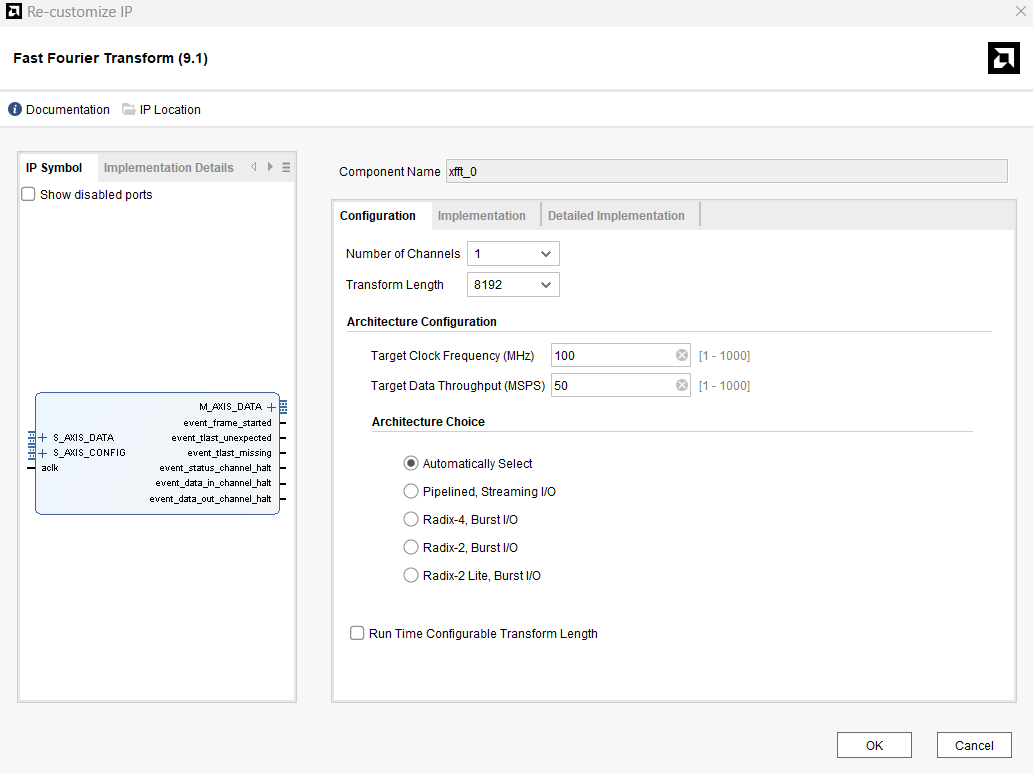 Re-customize IP
Fast Fourier Transform (9.1)
Documentation IP Location
IP Symbol Implementation Details
Show disabled ports
M_AXIS_DATA
event_frame_started
S_AXIS_DATA event_tlast_unexpected
S_AXIS_CONFIG event_tlast_missing
aclk event_status_channel_halt
event_data_in_channel_halt
event_data_out_channel_halt
Component Name xfft_0
Configuration Implementation Detailed Implementation
Number of Channels 1
Transform Length 8192
Architecture Configuration
Target Clock Frequency (MHz) 100 [1 - 1000]
Target Data Throughput (MSPS) 50 [1 - 1000]
Architecture Choice
Automatically Select
Pipelined, Streaming I/O
Radix-4, Burst I/O
Radix-2, Burst I/O
Radix-2 Lite, Burst I/O
Run Time Configurable Transform Length
OK Cancel